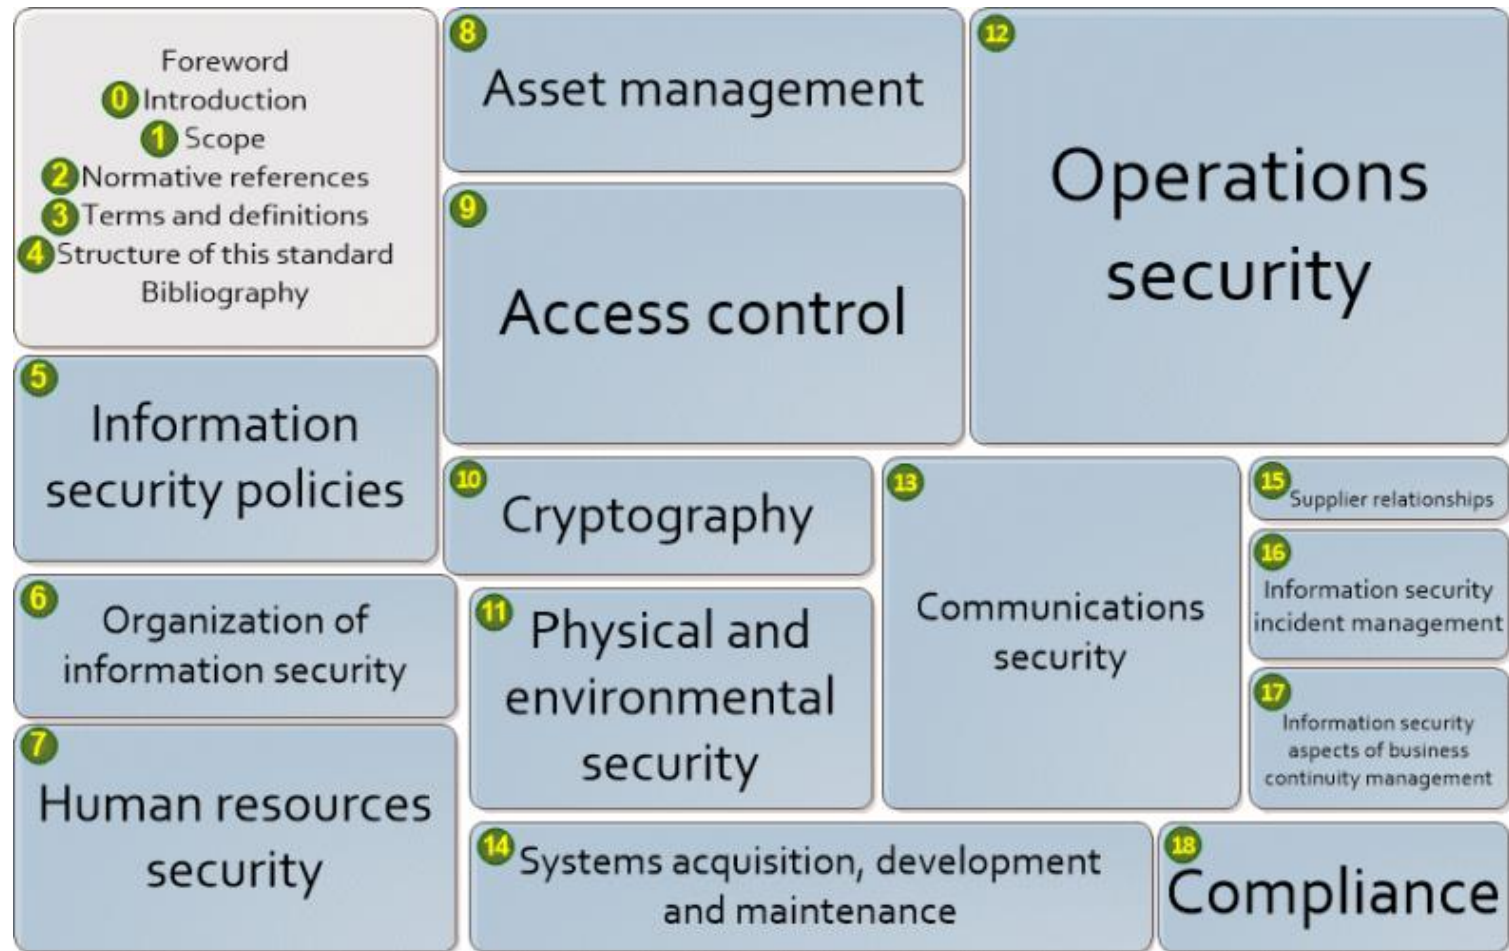 Foreword
0 Introduction
1 Scope
2 Normative references
3 Terms and definitions
4 Structure of this standard
Bibliography
5
Information
security policies
6
Organization of
information security
7
Human resources
security
8
Asset management
9
Access control
10
Cryptography
11
Physical and
environmental
security
12
Operations
security
13
Communications
security
14
Systems acquisition, development
and maintenance
15
Supplier relationships
16
Information security
incident management
17
Information security
aspects of business
continuity management
18
Compliance